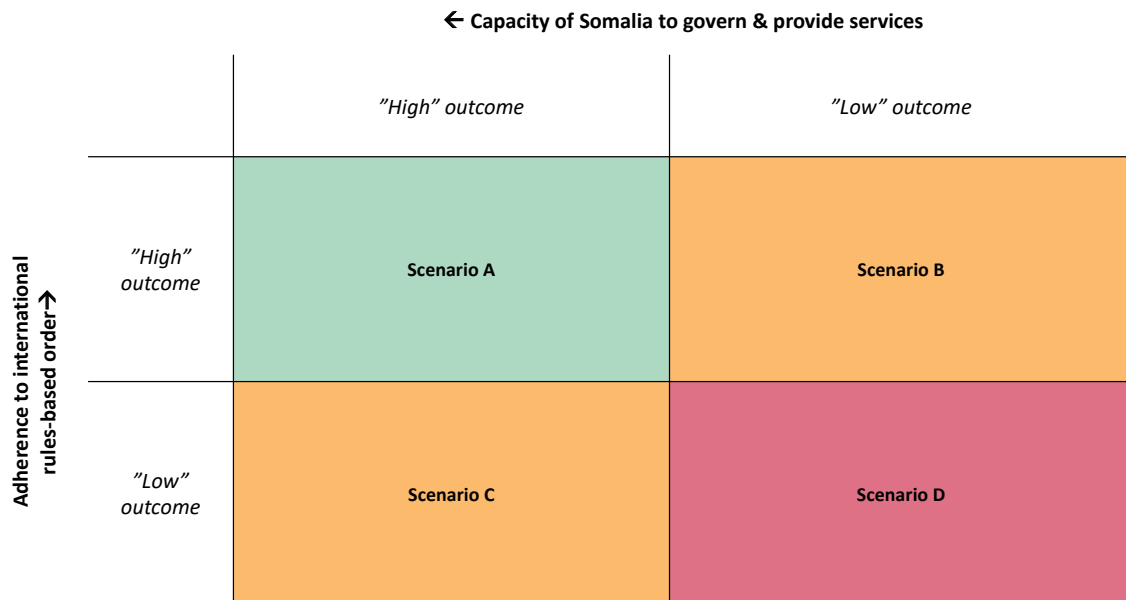 ← Capacity of Somalia to govern & provide services
”High” outcome
”Low” outcome
Adherence to international
rules-based order→
”High”
outcome
Scenario A
Scenario B
”Low”
outcome
Scenario C
Scenario D